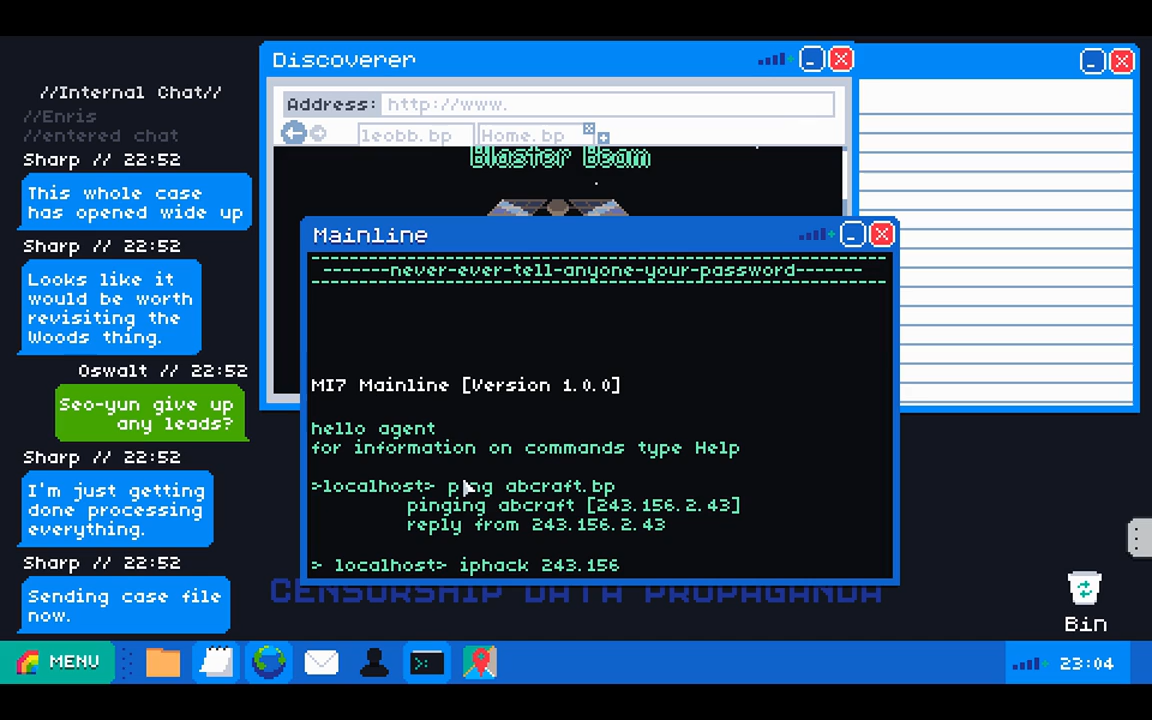 //Internal Chat//
//Enris
//entered chat
Sharp // 22:52
This whole case
has opened wide up
Sharp // 22:52
Looks like it
would be worth
revisiting the
Woods thing.
Oswalt // 22:52
Seo-yun give up
any leads?
Sharp // 22:52
I'm just getting
done processing
everything.
Sharp // 22:52
Sending case file
now.
Discoverer
Address: http://www.
leobb.bp Home.bp
Blaster Beam
Mainline
-------never-ever-tell-anyone-your-password-------
MI7 Mainline [Version 1.0.0]
hello agent
for information on commands type Help
>localhost> ping abcraft.bp
pinging abcraft [243.156.2.43]
reply from 243.156.2.43
> localhost> iphack 243.156
CENSORSHIP DATA PROPAGANDA
Bin
MENU
23:04